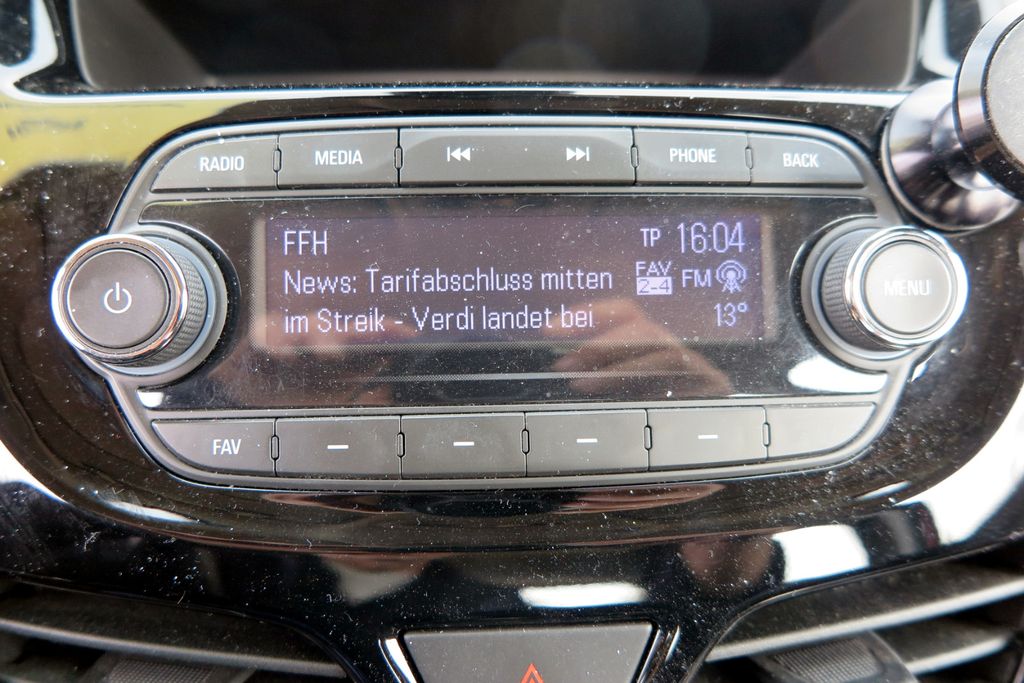 RADIO MEDIA PHONE BACK
FFH TP 16:04
News: Tarifabschluss mitten FAV 2-4 FM
im Streik - Verdi landet bei 13°
MENU
FAV